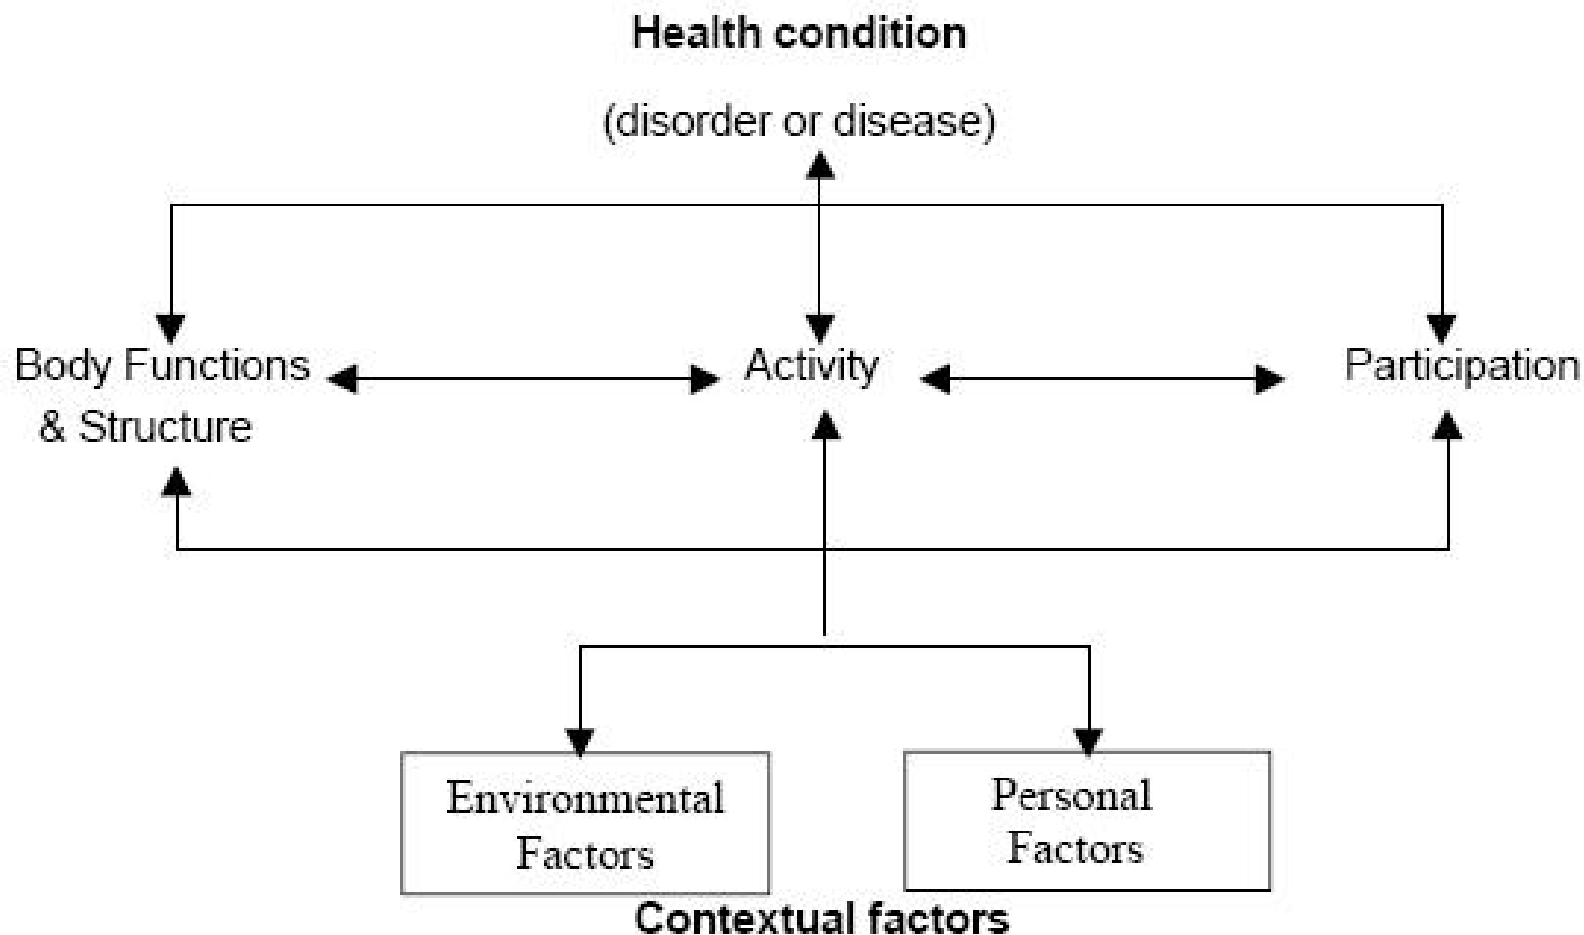 Health condition
(disorder or disease)
Body Functions
& Structure
Activity
Participation
Environmental
Factors
Personal
Factors
Contextual factors